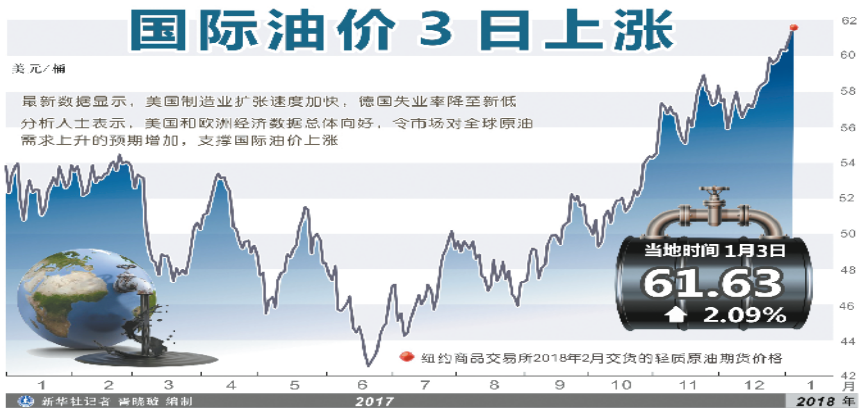 国际油价3日上涨
美元/桶
最新数据显示，美国制造业扩张速度加快，德国失业率降至新低
分析人士表示，美国和欧洲经济数据总体向好，令市场对全球原油
需求上升的预期增加，支撑国际油价上涨
62
60
58
56
54
52
50
48
46
44
42
当地时间 1月3日
61.63
2.09%
纽约商品交易所2018年2月交货的轻质原油期货价格
1 2 3 4 5 6 7 8 9 10 11 12 1 月
新华社记者 肖晓璇 编制 2017 2018 年